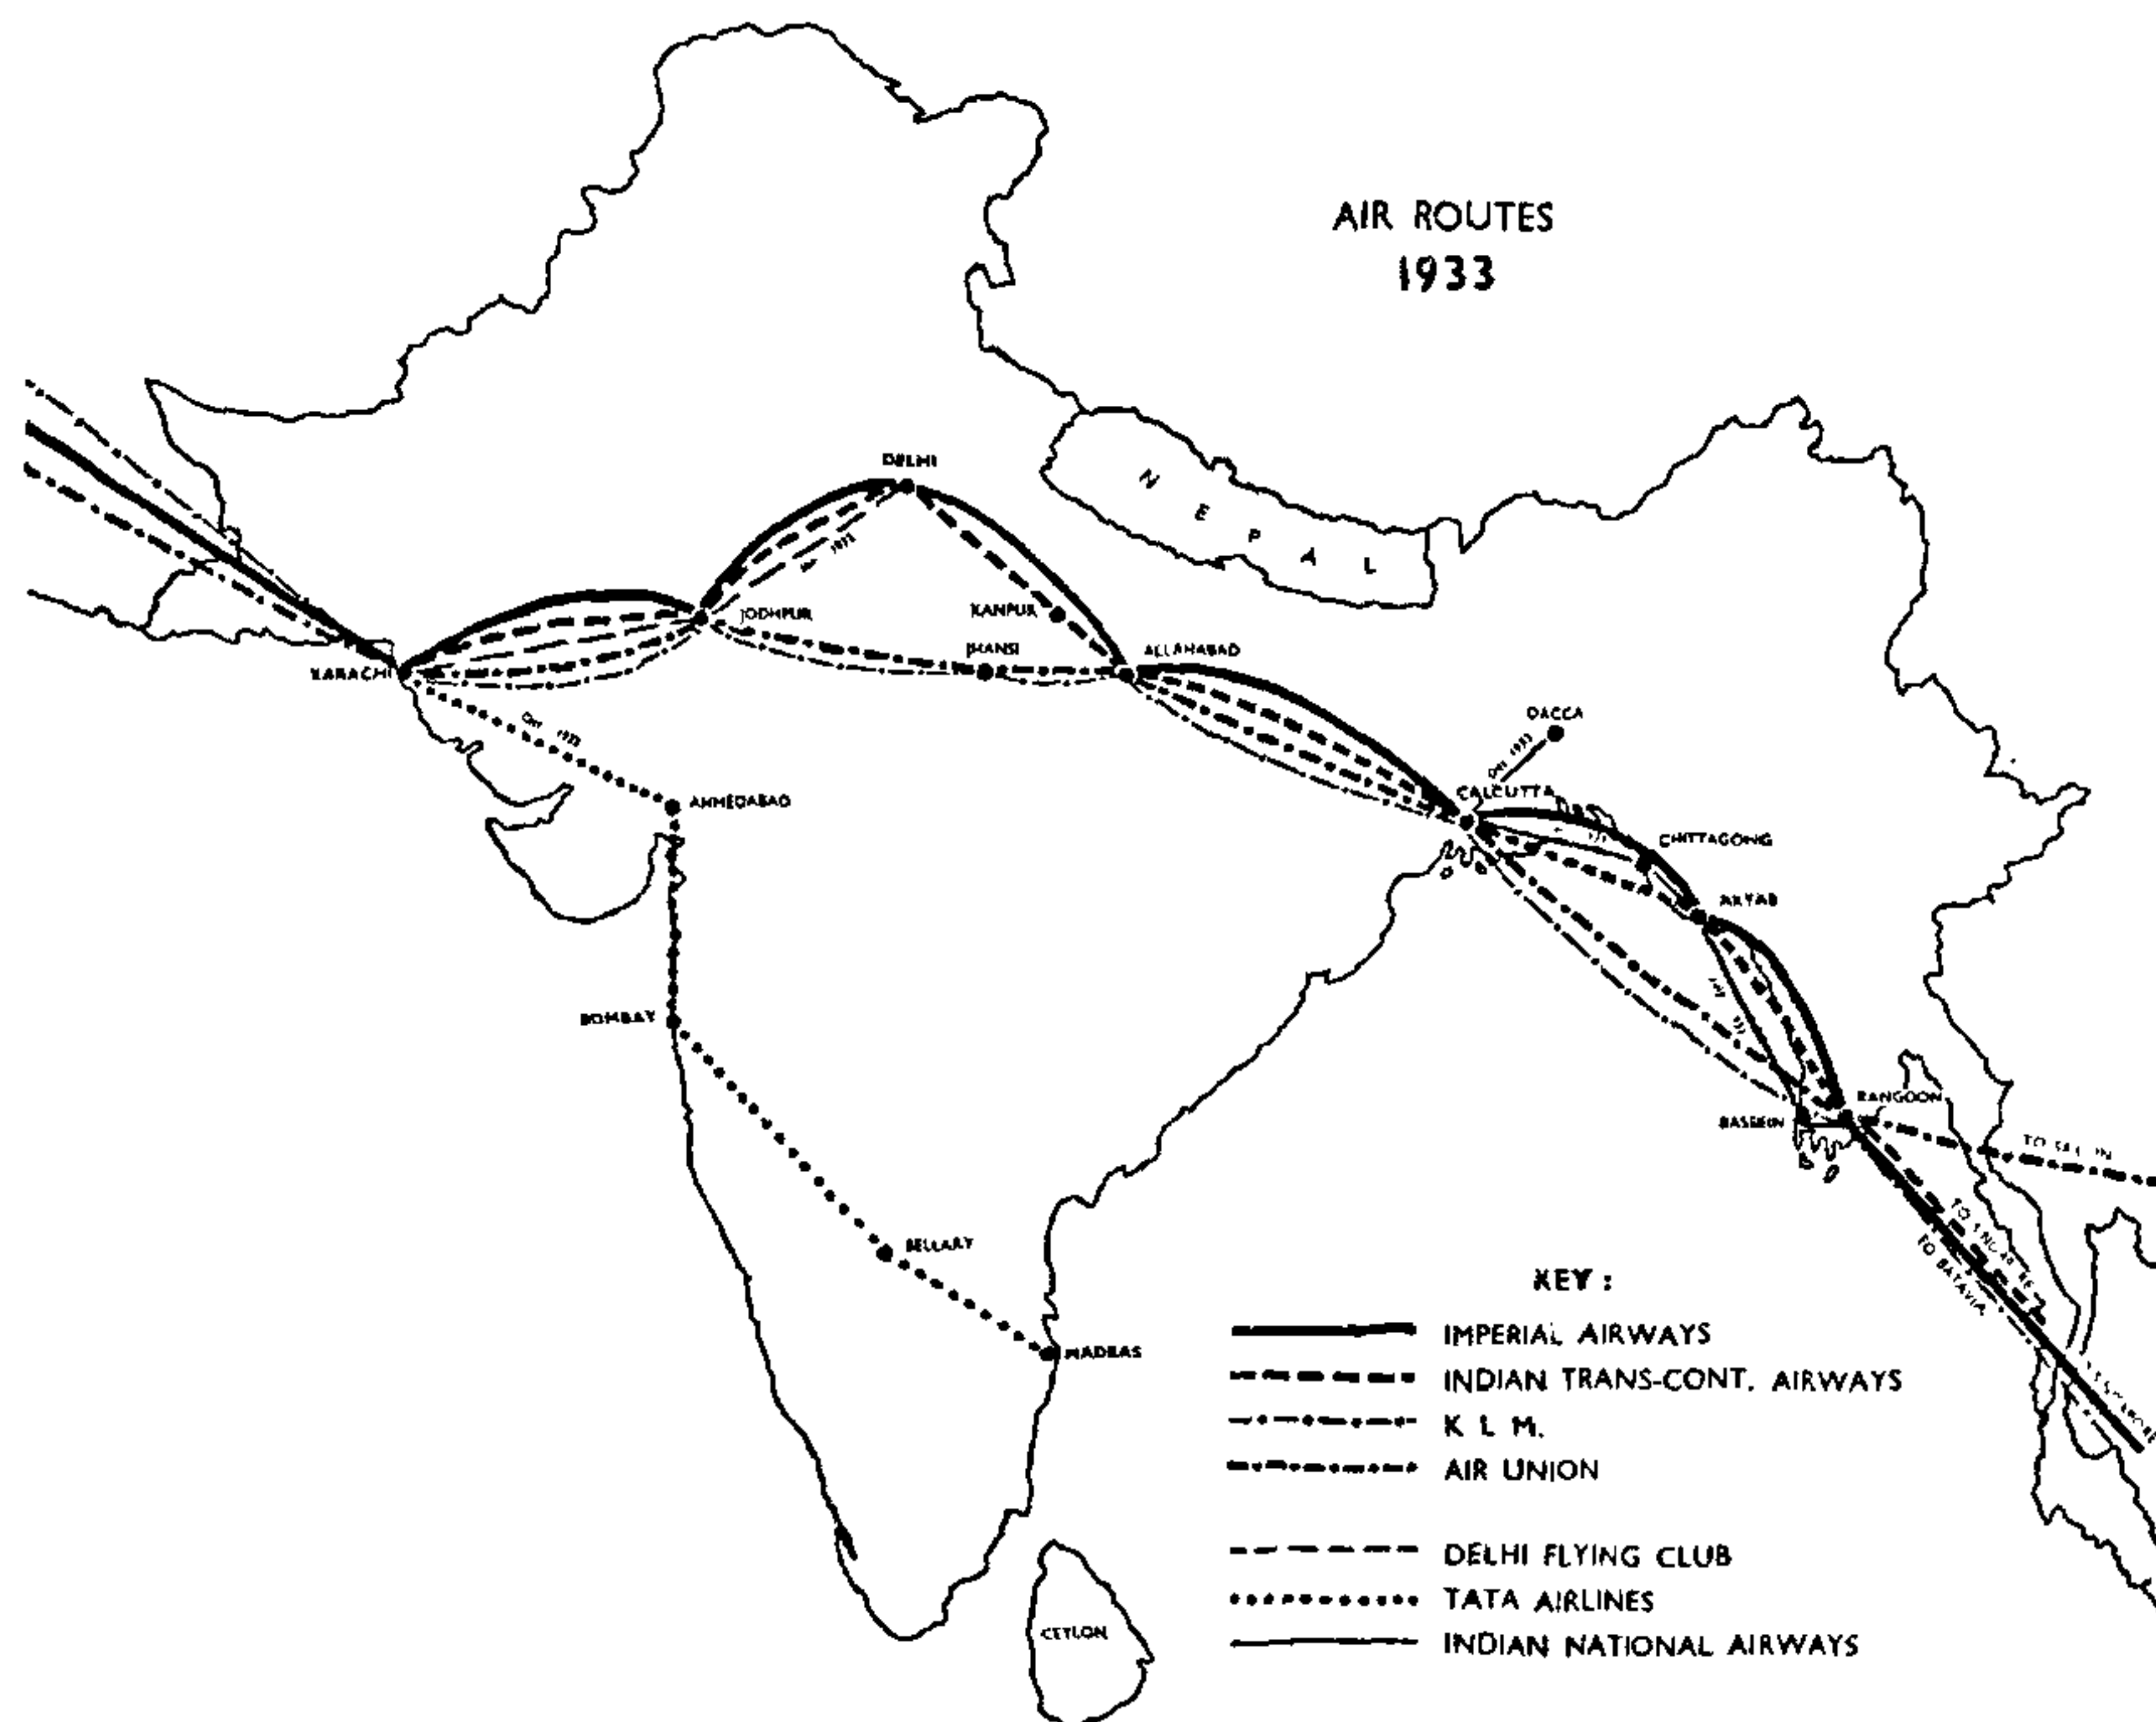 AIR ROUTES
1933
N E P A L
DELHI
1933
JODHPUR
KANPUR
JHANSI
ALLAHABAD
KARACHI
DACCA
AHMEDABAD
CALCUTTA
CHITTAGONG
AKYAB
BOMBAY
RANGOON
BASSEIN
BELLARY
TO BATAVIA
MADRAS
CEYLON
KEY :
IMPERIAL AIRWAYS
INDIAN TRANS-CONT. AIRWAYS
K L M.
AIR UNION
DELHI FLYING CLUB
TATA AIRLINES
INDIAN NATIONAL AIRWAYS